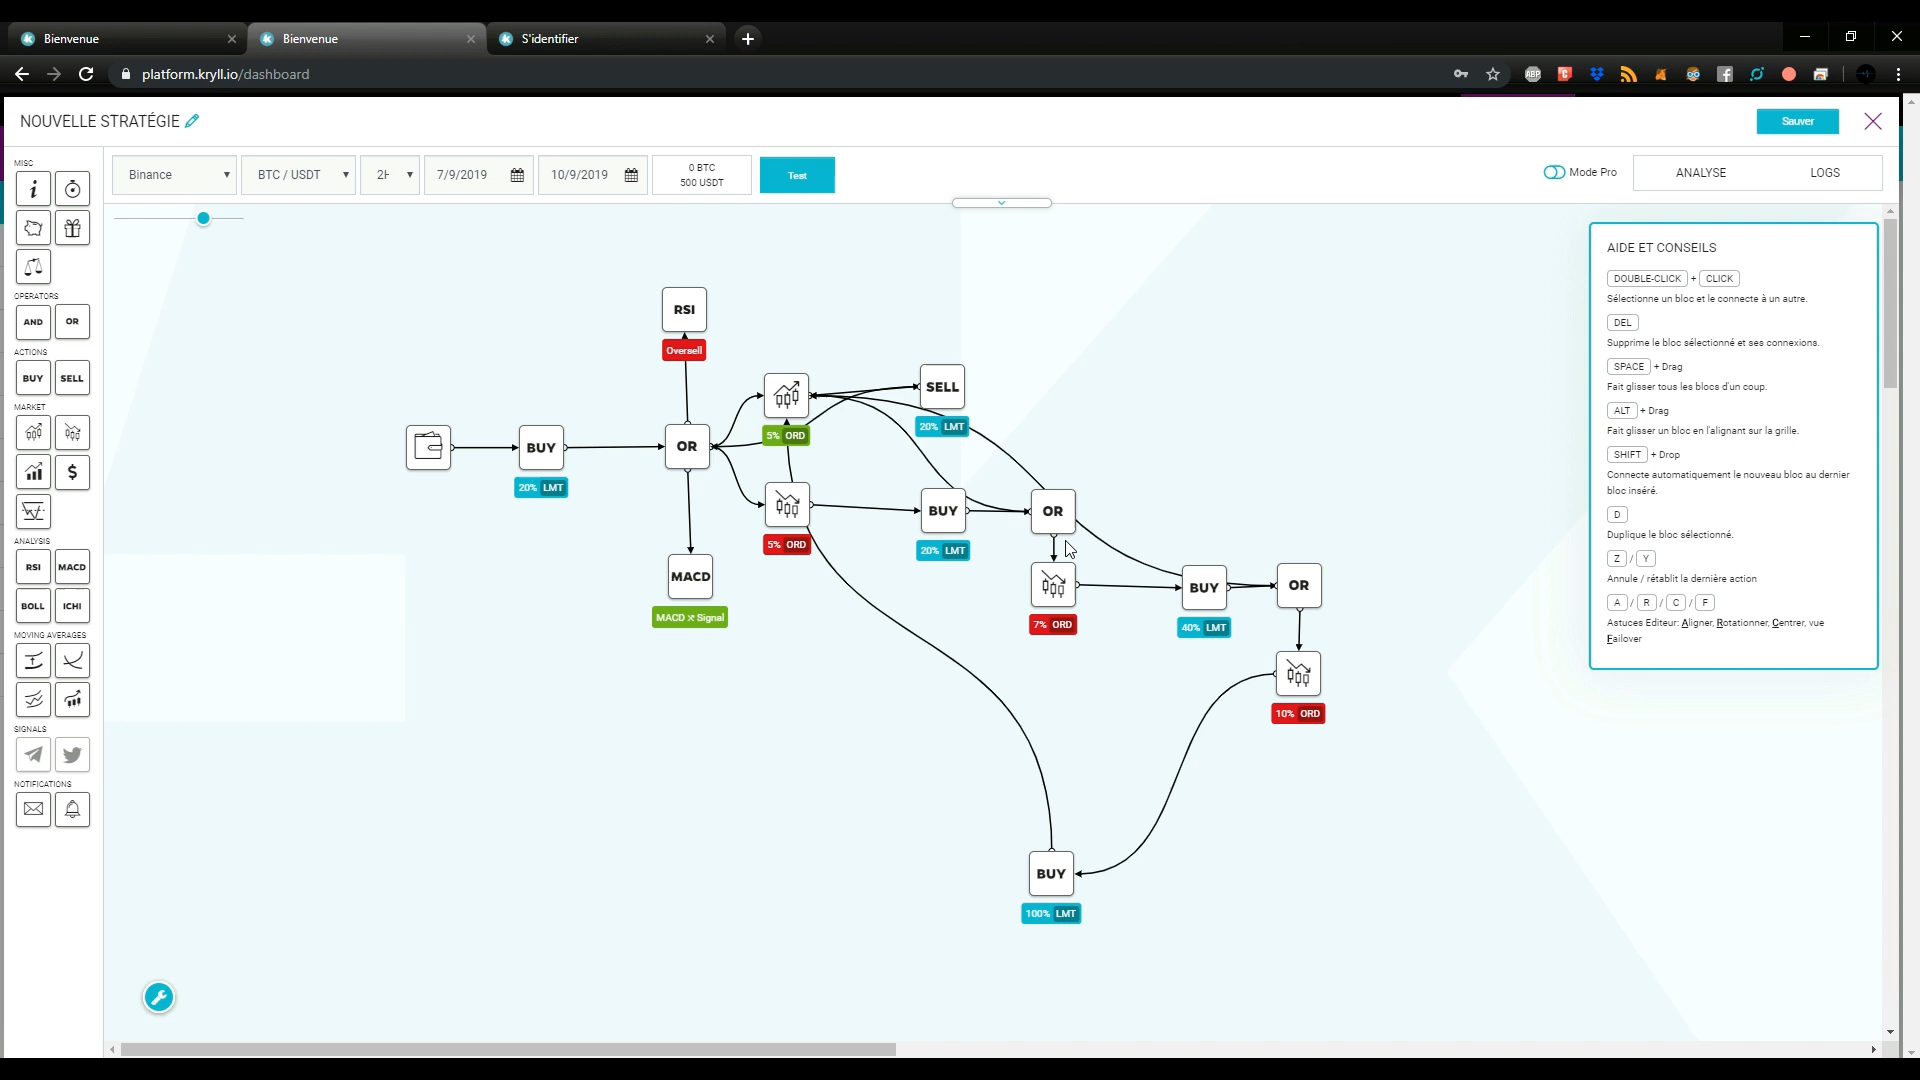 Bienvenue
Bienvenue
S'identifier
platform.kryll.io/dashboard
ABP
NOUVELLE STRATÉGIE
Sauver
MISC
Binance
BTC / USDT
2H
7/9/2019
10/9/2019
0 BTC
500 USDT
Test
Mode Pro
ANALYSE
LOGS
i
OPERATORS
AND
OR
ACTIONS
BUY
SELL
MARKET
$
ANALYSIS
RSI
MACD
BOLL
ICHI
MOVING AVERAGES
SIGNALS
NOTIFICATIONS
RSI
Oversell
SELL
20% LMT
5% ORD
BUY
20% LMT
OR
5% ORD
BUY
20% LMT
OR
MACD
MACD x Signal
7% ORD
BUY
40% LMT
OR
10% ORD
BUY
100% LMT
AIDE ET CONSEILS
DOUBLE-CLICK + CLICK
Sélectionne un bloc et le connecte à un autre.
DEL
Supprime le bloc sélectionné et ses connexions.
SPACE + Drag
Fait glisser tous les blocs d'un coup.
ALT + Drag
Fait glisser un bloc en l'alignant sur la grille.
SHIFT + Drop
Connecte automatiquement le nouveau bloc au dernier
bloc inséré.
D
Duplique le bloc sélectionné.
Z / Y
Annule / rétablit la dernière action
A / R / C / F
Astuces Editeur: Aligner, Rotationner, Centrer, vue
Failover